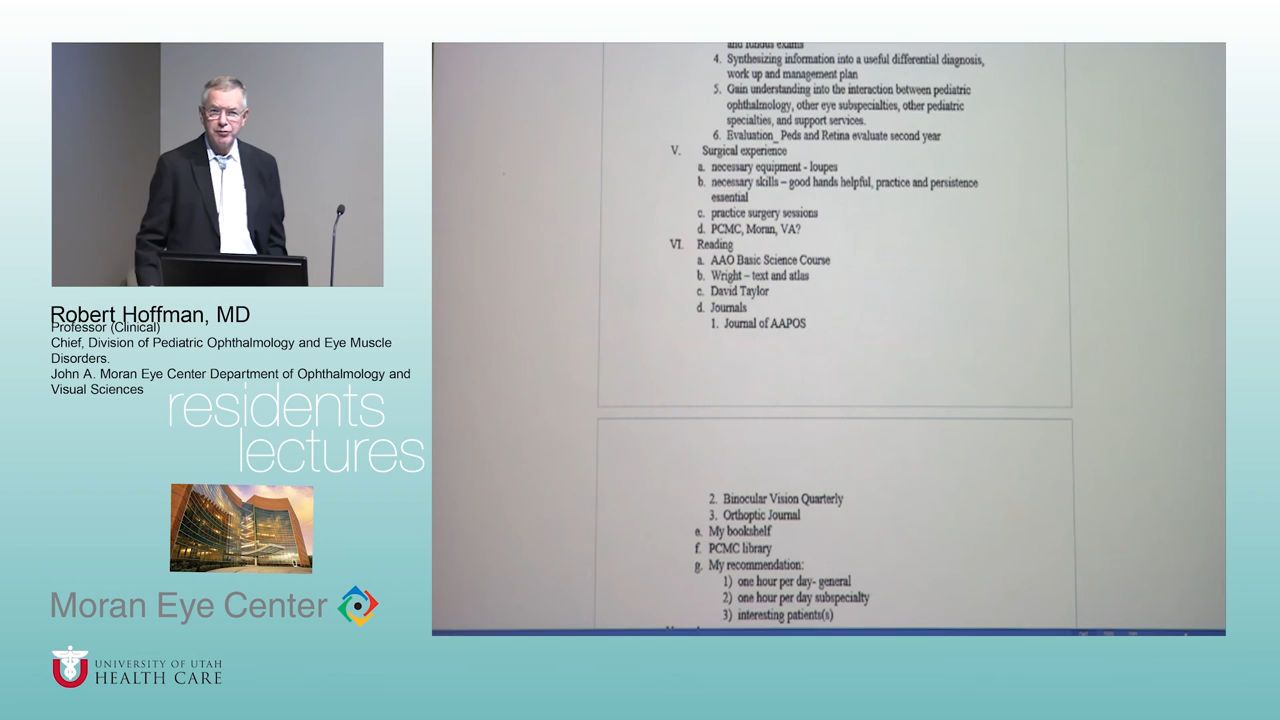 Robert Hoffman, MD
Professor (Clinical)
Chief, Division of Pediatric Ophthalmology and Eye Muscle
Disorders.
John A. Moran Eye Center Department of Ophthalmology and
Visual Sciences
residents
lectures
Moran Eye Center
UNIVERSITY OF UTAH
HEALTH CARE
and fundus exams
4. Synthesizing information into a useful differential diagnosis,
work up and management plan
5. Gain understanding into the interaction between pediatric
ophthalmology, other eye subspecialties, other pediatric
specialties, and support services.
6. Evaluation_ Peds and Retina evaluate second year
V. Surgical experience
a. necessary equipment - loupes
b. necessary skills – good hands helpful, practice and persistence
essential
c. practice surgery sessions
d. PCMC, Moran, VA?
VI. Reading
a. AAO Basic Science Course
b. Wright – text and atlas
c. David Taylor
d. Journals
1. Journal of AAPOS
2. Binocular Vision Quarterly
3. Orthoptic Journal
e. My bookshelf
f. PCMC library
g. My recommendation:
1) one hour per day- general
2) one hour per day subspecialty
3) interesting patients(s)